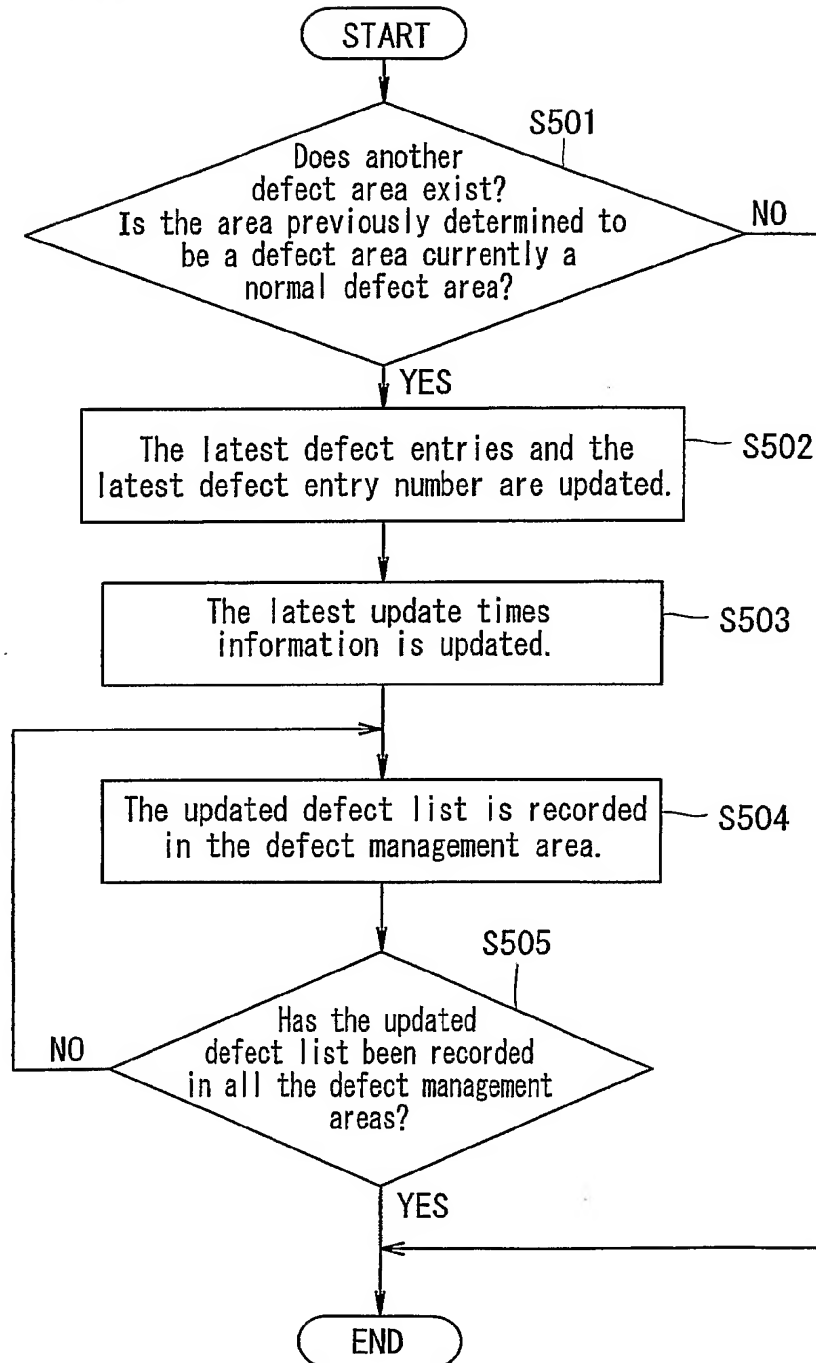 START
S501
Does another
defect area exist?
Is the area previously determined to
be a defect area currently a
normal defect area?
NO
YES
The latest defect entries and the
latest defect entry number are updated.
S502
The latest update times
information is updated.
S503
The updated defect list is recorded
in the defect management area.
S504
S505
Has the updated
defect list been recorded
in all the defect management
areas?
NO
YES
END